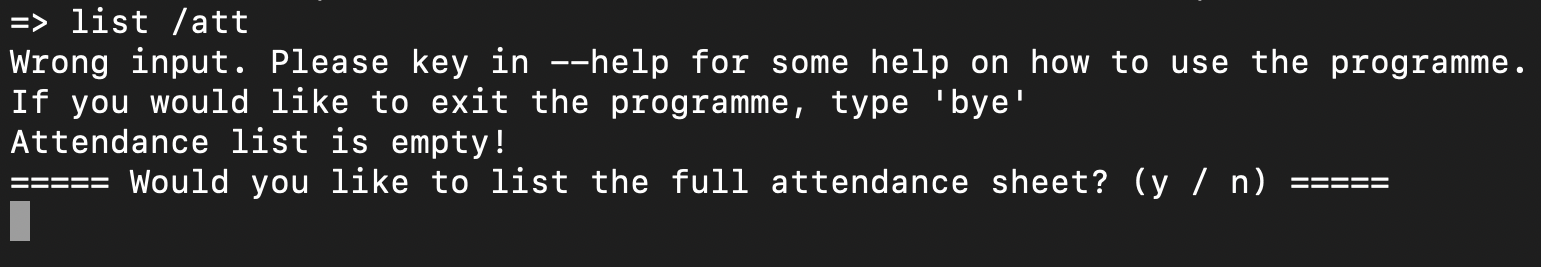 => list /att
Wrong input. Please key in --help for some help on how to use the programme.
If you would like to exit the programme, type 'bye'
Attendance list is empty!
===== Would you like to list the full attendance sheet? (y / n) =====